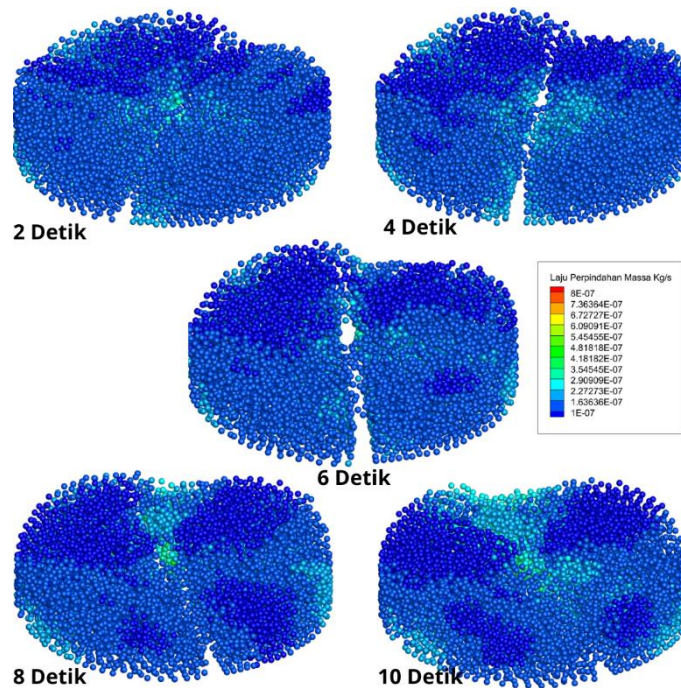 2 Detik
4 Detik
6 Detik
Laju Perpindahan Massa Kg/s
8E-07
7.36364E-07
6.72727E-07
6.09091E-07
5.45455E-07
4.81818E-07
4.18182E-07
3.54545E-07
2.90909E-07
2.27273E-07
1.63636E-07
1E-07
8 Detik
10 Detik